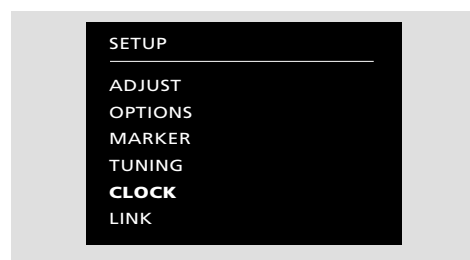 SETUP
ADJUST
OPTIONS
MARKER
TUNING
CLOCK
LINK